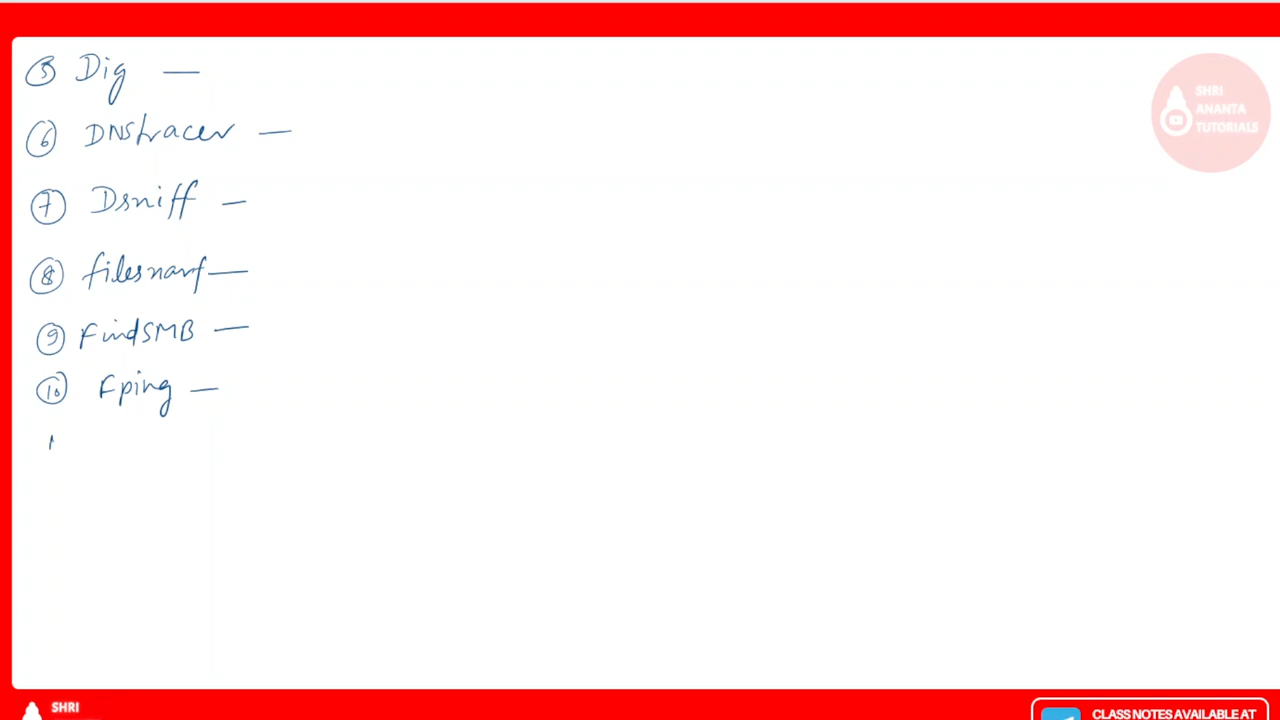 ⑤ Dig —
⑥ DNStracer —
⑦ Dsniff —
⑧ filesnarf —
⑨ FindSMB —
⑩ Fping —
SHRI
ANANTA
TUTORIALS
SHRI
CLASS NOTES AVAILABLE AT